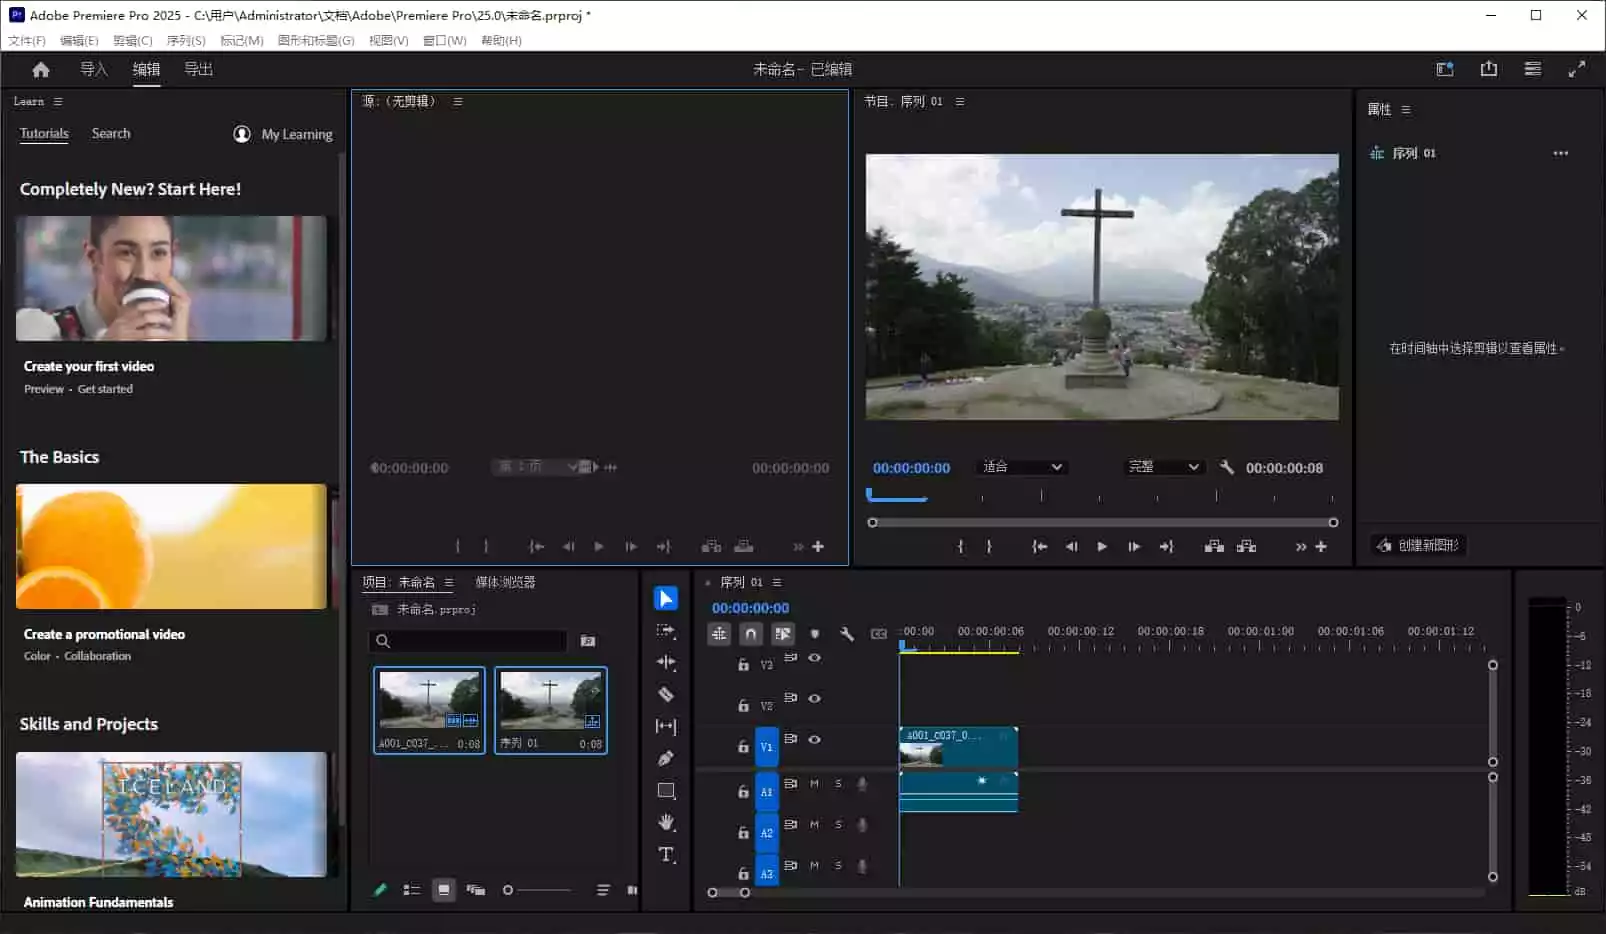 Adobe Premiere Pro 2025 - C:\用户\Administrator\文档\Adobe\Premiere Pro\25.0\未命名.prproj *
文件(F) 编辑(E) 剪辑(C) 序列(S) 标记(M) 图形和标题(G) 视图(V) 窗口(W) 帮助(H)
导入 编辑 导出
未命名 - 已编辑
Learn
Tutorials Search My Learning
Completely New? Start Here!
Create your first video
Preview - Get started
The Basics
Create a promotional video
Color - Collaboration
Skills and Projects
ICELAND
Animation Fundamentals
源:(无剪辑)
00:00:00:00 00:00:00:00
节目: 序列 01
00:00:00:00 适合 完整 00:00:00:08
属性
序列 01
在时间轴中选择剪辑以查看属性。
创建新图形
项目: 未命名 媒体浏览器
未命名.prproj
A001_C037_... 0:08
序列 01 0:08
序列 01
00:00:00:00
:00:00 00:00:00:06 00:00:00:12 00:00:00:18 00:00:01:00 00:00:01:06 00:00:01:12
V3
V2
V1
A001_C037_0...
A1 M S
A2 M S
A3 M S
0
-6
-12
-18
-24
-30
-36
-42
-48
-54
dB